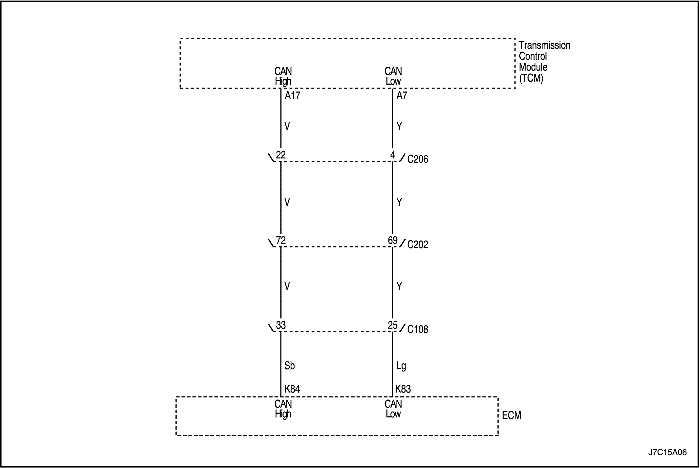 Transmission
Control
Module
(TCM)
CAN
High
CAN
Low
A17
A7
V
Y
22
4
C206
V
Y
72
69
C202
V
Y
33
25
C108
Sb
Lg
K84
K83
CAN
High
CAN
Low
ECM
J7C15A06